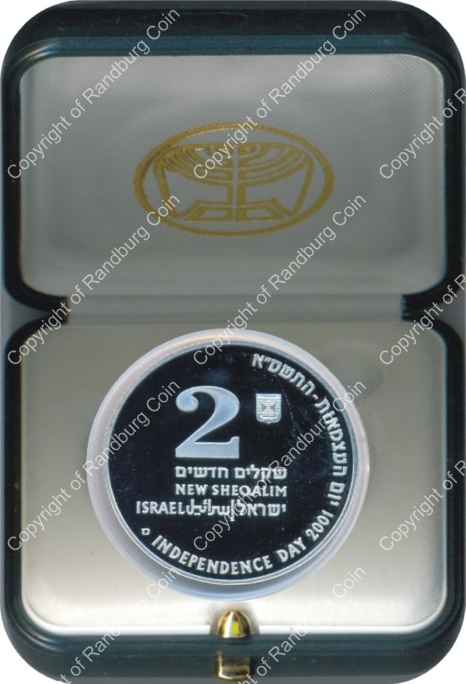 2
שקלים חדשים
NEW SHEQALIM
ISRAEL اسرائيل ישראל
יום העצמאות - התשס"א
INDEPENDENCE DAY 2001
Copyright of Randburg Coin